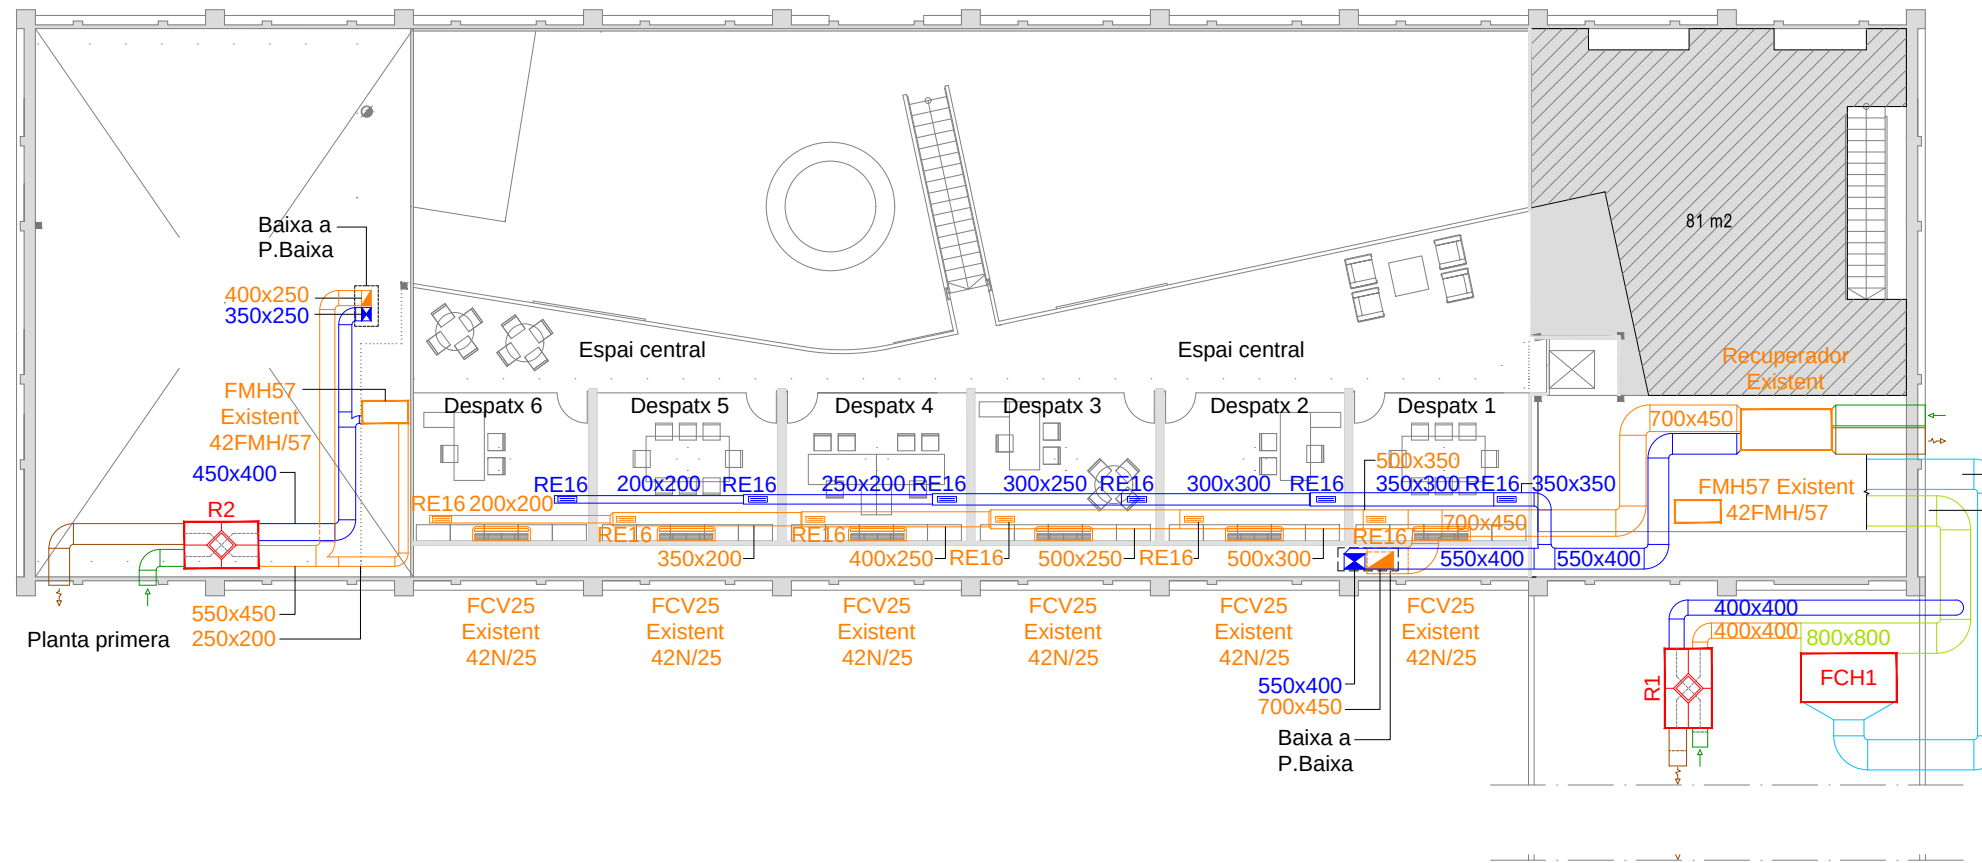 81 m2
Baixa a
P.Baixa
400x250
350x250
Espai central
Espai central
Recuperador
Existent
FMH57
Existent
42FMH/57
Despatx 6
Despatx 5
Despatx 4
Despatx 3
Despatx 2
Despatx 1
700x450
450x400
500x350
RE16
200x200
RE16
250x200
RE16
300x250
RE16
300x300
RE16
350x300
RE16
350x350
FMH57 Existent
42FMH/57
RE16
200x200
R2
RE16
RE16
RE16
700x450
350x200
400x250
RE16
500x250
RE16
500x300
550x400
550x400
550x450
250x200
Planta primera
FCV25
Existent
42N/25
FCV25
Existent
42N/25
FCV25
Existent
42N/25
FCV25
Existent
42N/25
FCV25
Existent
42N/25
FCV25
Existent
42N/25
400x400
400x400
800x800
550x400
700x450
R1
FCH1
Baixa a
P.Baixa